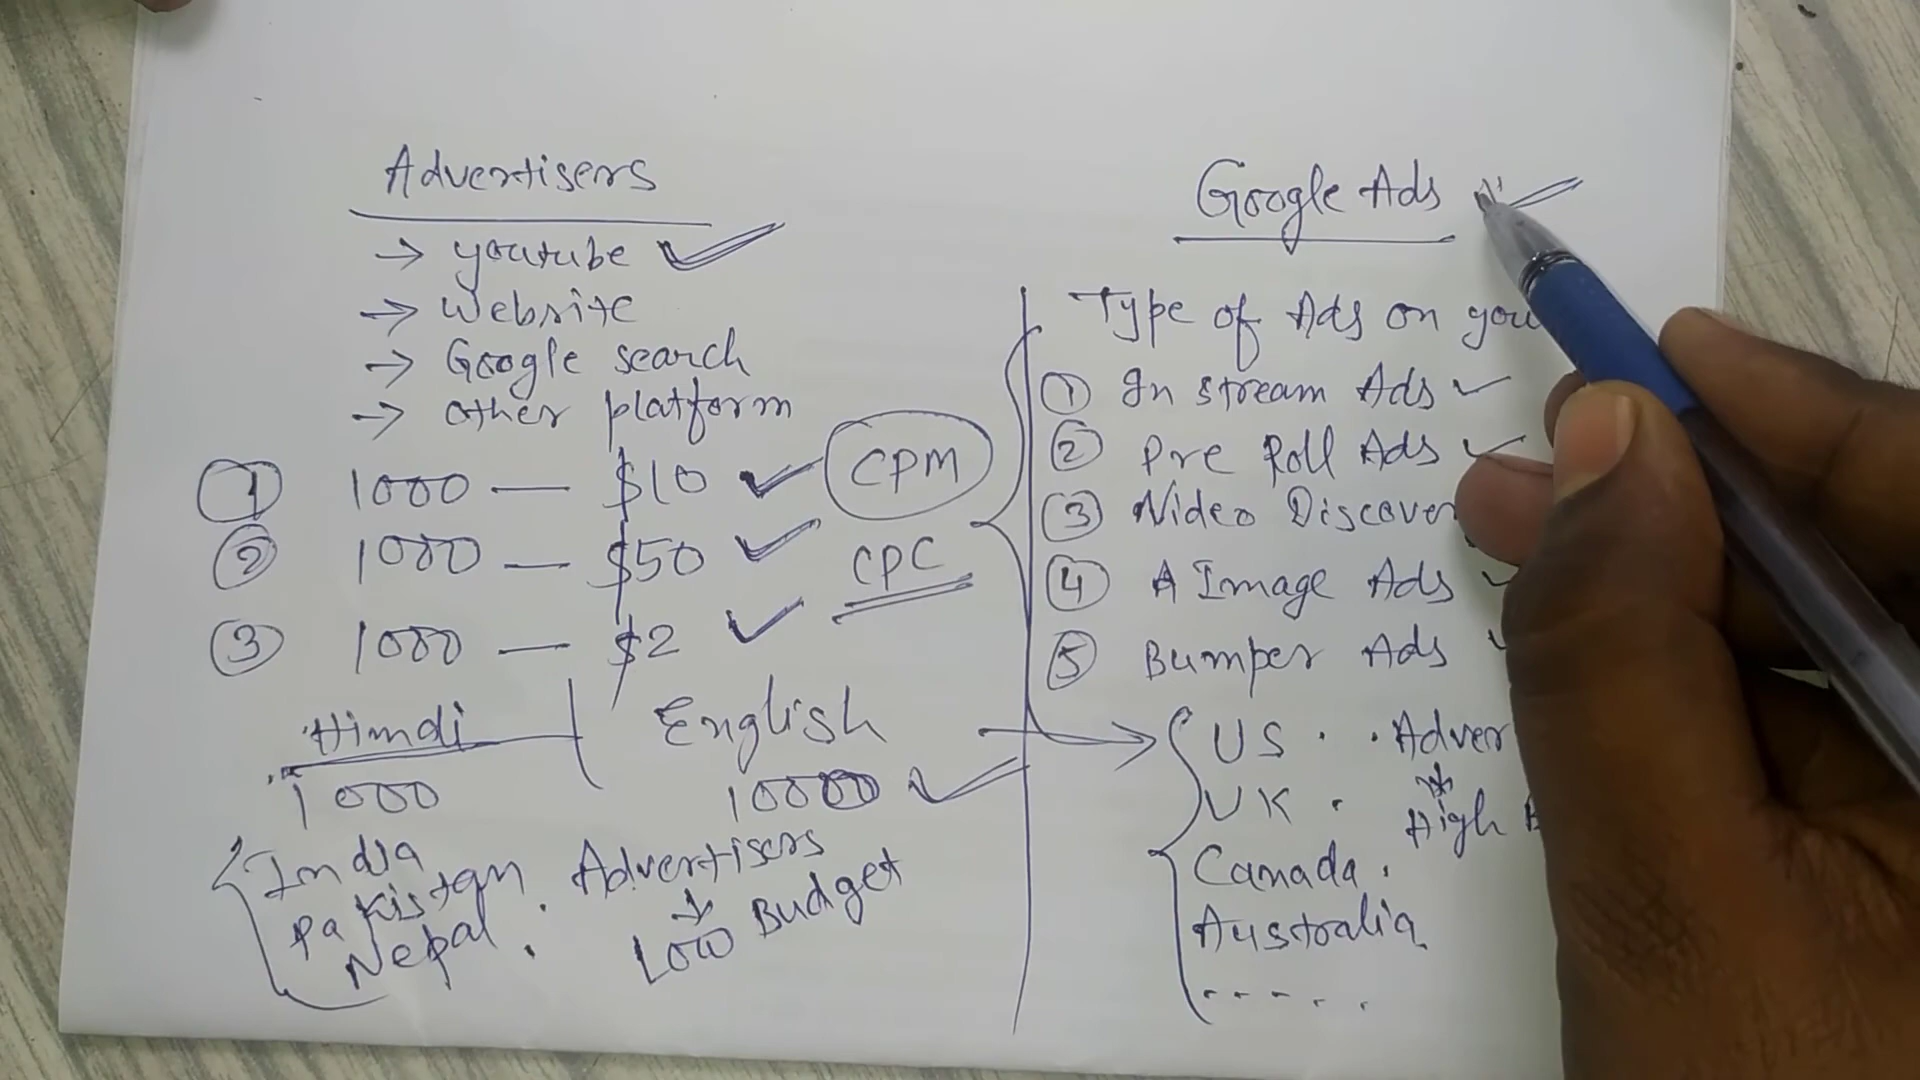 Advertisers
→ youtube
→ Website
→ Google search
→ other platform
① 1000 — $10
CPM
② 1000 — $50
CPC
③ 1000 — $2
Hindi
English
1000
10000
India
Pakistan
Nepal
Advertisers
Low Budget
Google Ads
Type of Ads on you
① In stream Ads
② Pre Roll Ads
③ Video Discover
④ A Image Ads
⑤ Bumper Ads
US . . Adver
UK . High B
Canada .
Australia